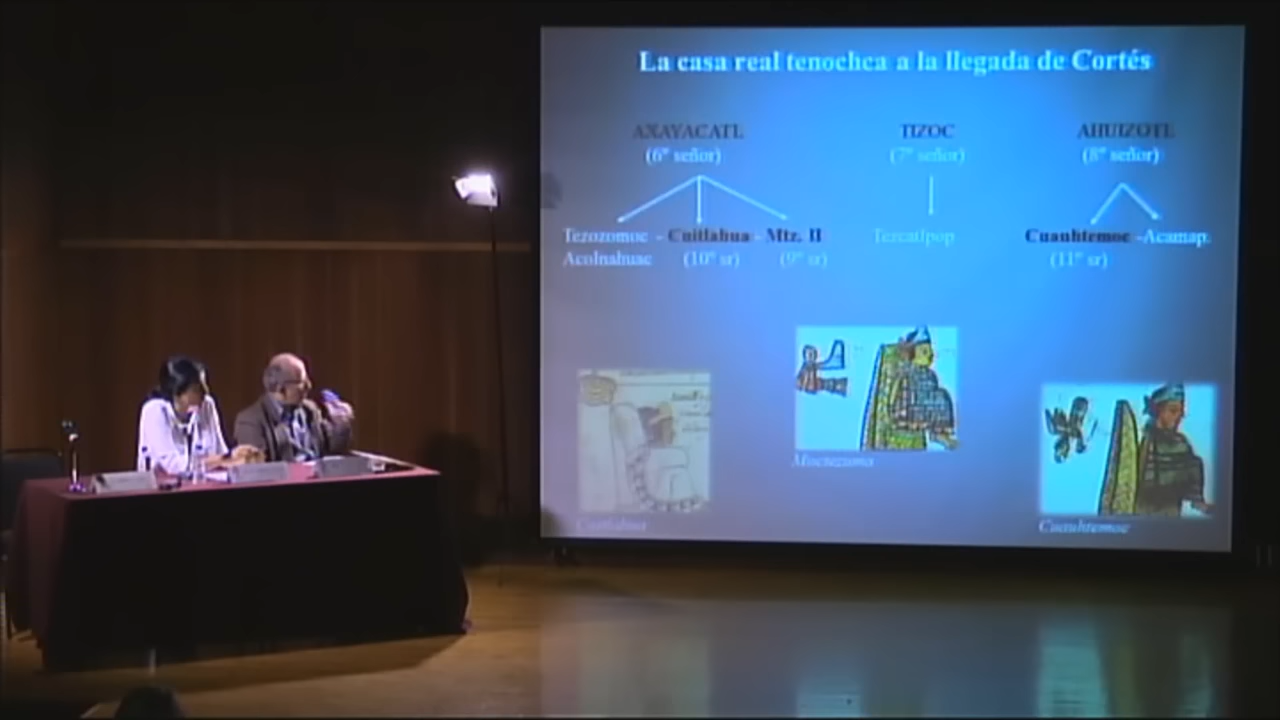 La casa real tenochca a la llegada de Cortés
AXAYACATL TIZOC AHUIZOTL
(6º señor) (7º señor) (8º señor)
Tezozomoc - Cuitlahua - Mtz. II Tezcatlpop Cuauhtemoc -Acamap.
Acolnahuac (10º sr) (9º sr) (11º sr)
Moctezuma
Cuitlahua
Cuauhtemoc